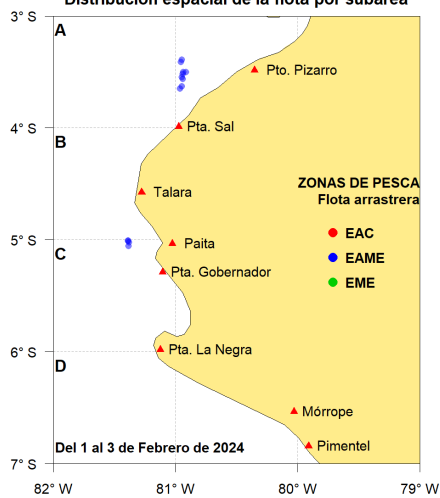 Distribución espacial de la flota por subárea
3° S
A
Pto. Pizarro
Pta. Sal
4° S
B
ZONAS DE PESCA
Talara
Flota arrastrera
EAC
5° S
Paita
C
EAME
Pta. Gobernador
EME
Pta. La Negra
6° S
D
Mórrope
Del 1 al 3 de Febrero de 2024
Pimentel
7° S
82° W
81° W
80° W
79° W